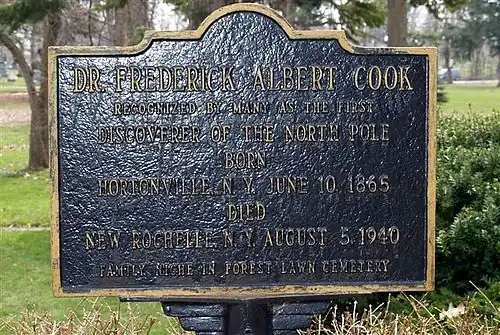 DR. FREDERICK ALBERT COOK
RECOGNIZED BY MANY AS THE FIRST
DISCOVERER OF THE NORTH POLE
BORN
HORTONVILLE, N.Y. JUNE 10, 1865
DIED
NEW ROCHELLE, N.Y. AUGUST 5, 1940
FAMILY NICHE IN FOREST LAWN CEMETERY